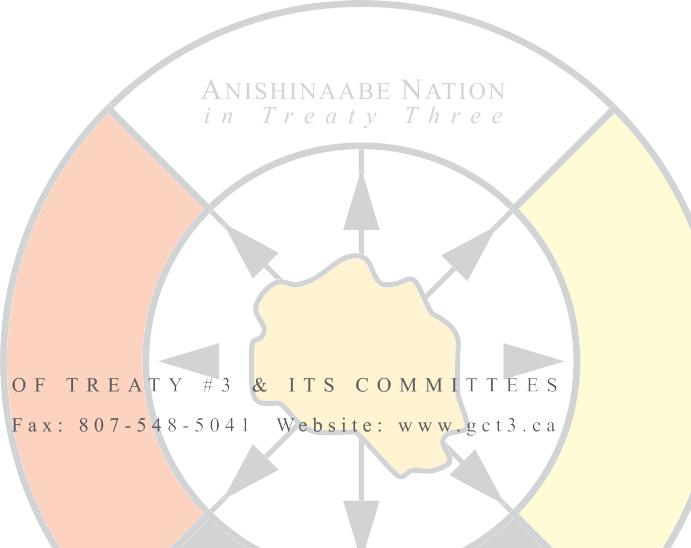 ANISHINAABE NATION
in Treaty Three
OF TREATY #3 & ITS COMMITTEES
Fax: 807-548-5041 Website: www.gct3.ca